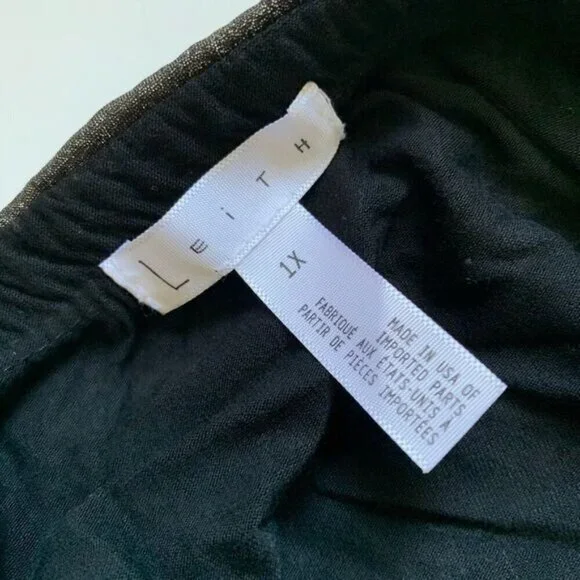 LEiTH
1X
MADE IN USA OF
IMPORTED PARTS
FABRIQUÉ AUX ÉTATS-UNIS À
PARTIR DE PIÈCES IMPORTÉES